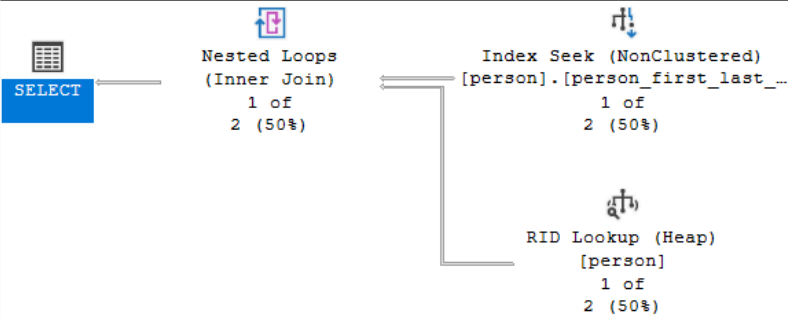 SELECT
Nested Loops
(Inner Join)
1 of
2 (50%)
Index Seek (NonClustered)
[person].[person_first_last_…
1 of
2 (50%)
RID Lookup (Heap)
[person]
1 of
2 (50%)